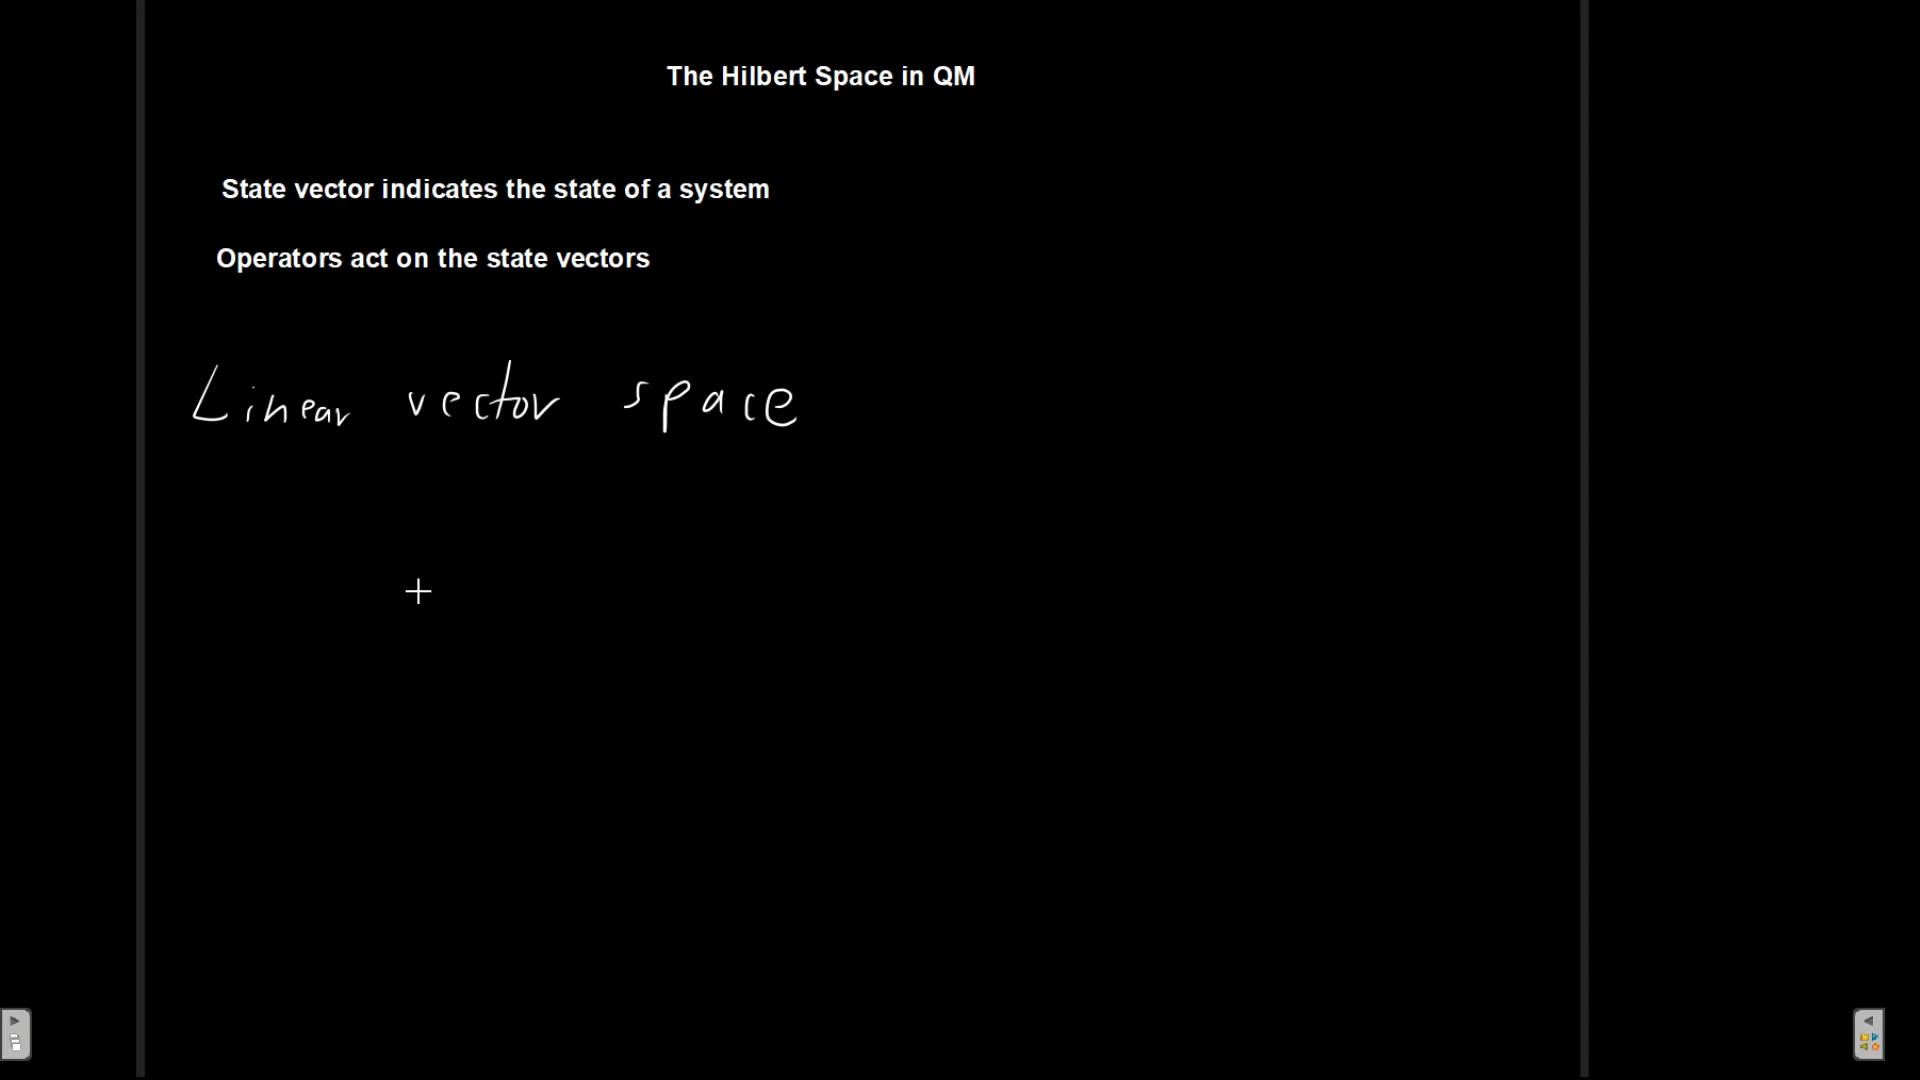 The Hilbert Space in QM
State vector indicates the state of a system
Operators act on the state vectors
Linear vector space